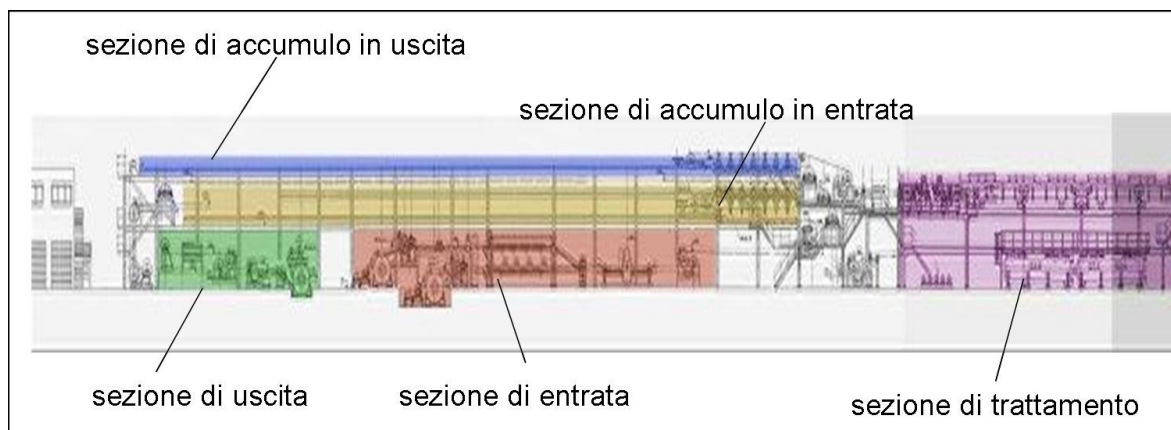 sezione di accumulo in uscita
sezione di accumulo in entrata
sezione di uscita
sezione di entrata
sezione di trattamento